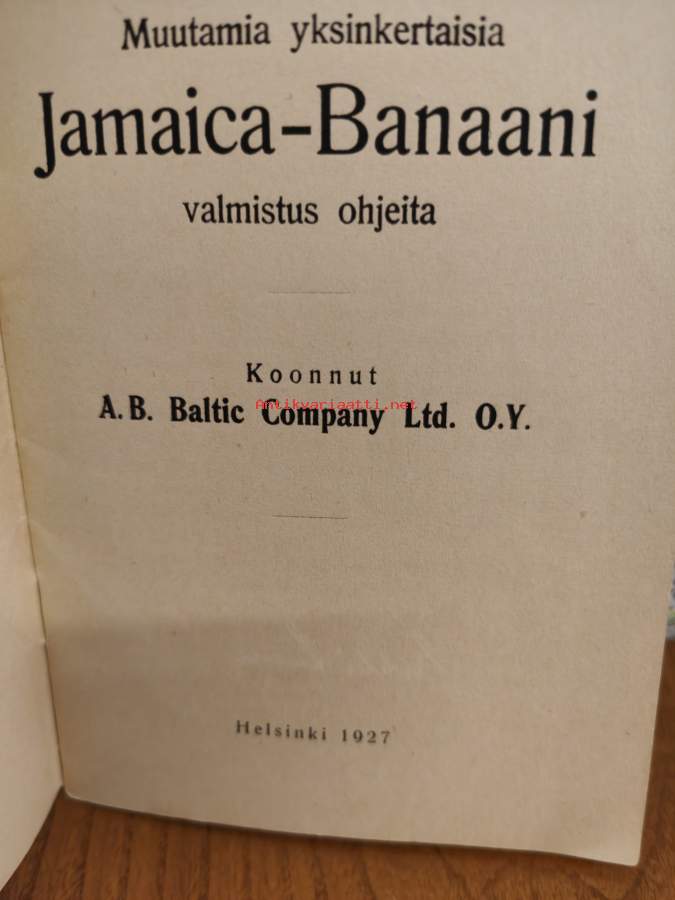 Muutamia yksinkertaisia
Jamaica-Banaani
valmistus ohjeita
Koonnut
Antikvariaatti.net
A.B. Baltic Company Ltd. O.Y.
Helsinki 1927